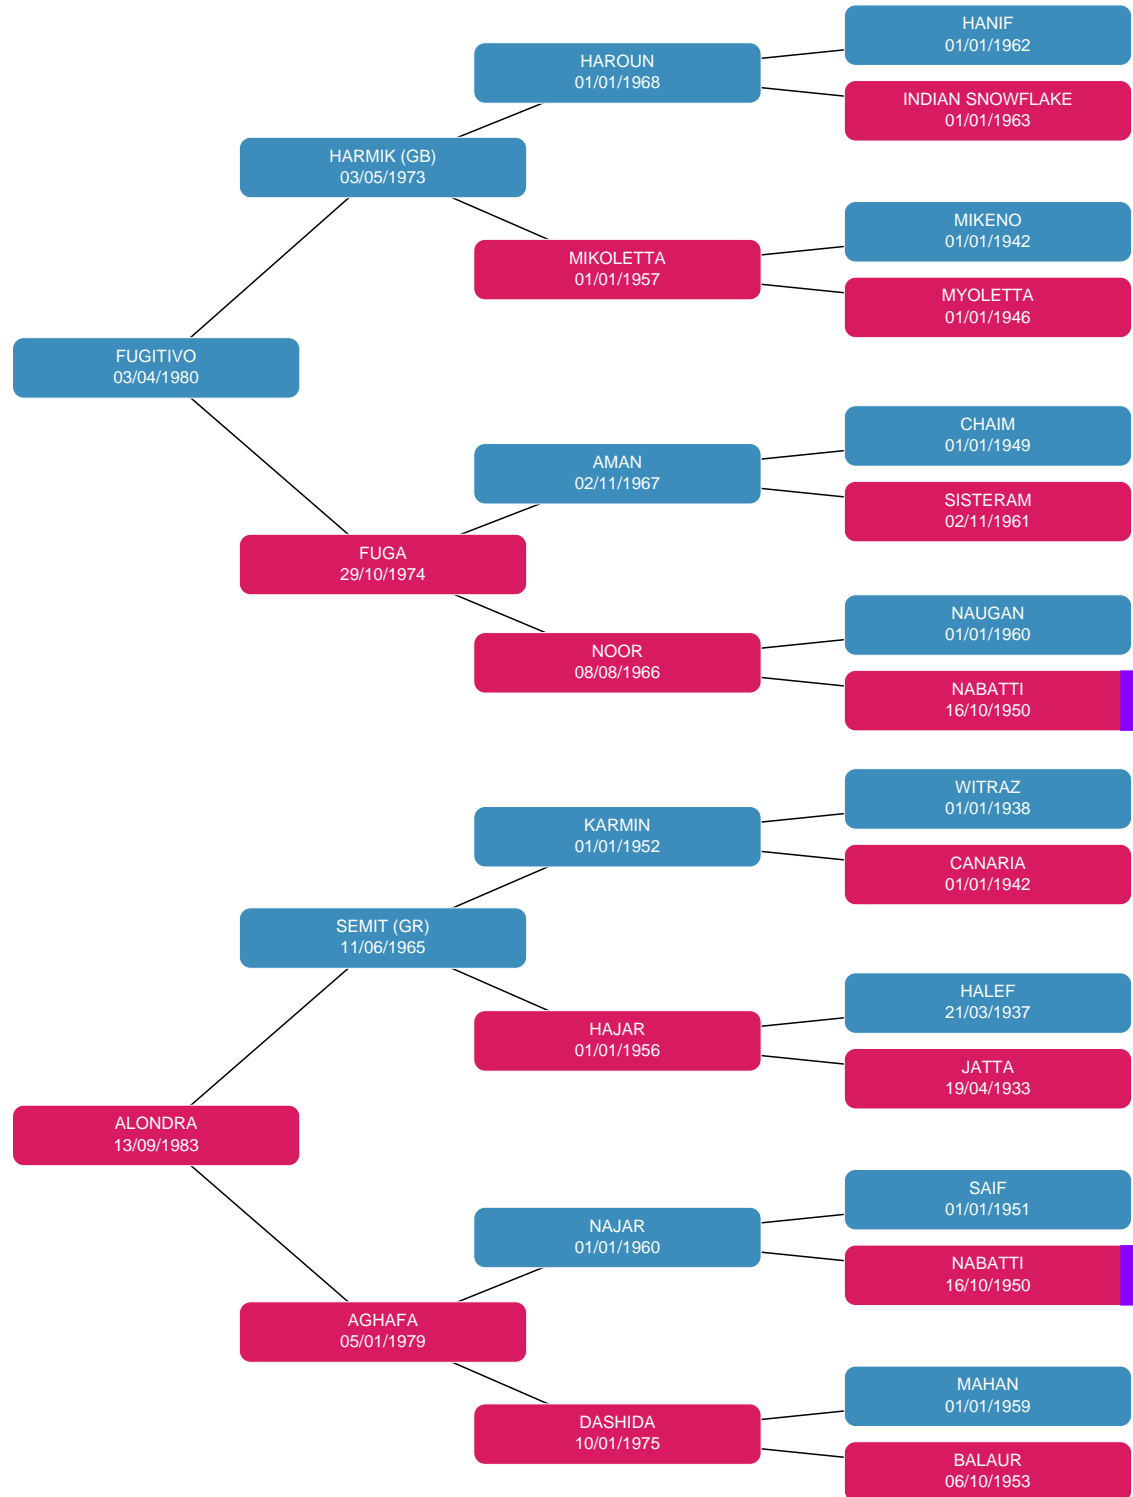 HANIF
01/01/1962
HAROUN
01/01/1968
INDIAN SNOWFLAKE
01/01/1963
HARMIK (GB)
03/05/1973
MIKENO
01/01/1942
MIKOLETTA
01/01/1957
MYOLETTA
01/01/1946
FUGITIVO
03/04/1980
CHAIM
01/01/1949
AMAN
02/11/1967
SISTERAM
02/11/1961
FUGA
29/10/1974
NAUGAN
01/01/1960
NOOR
08/08/1966
NABATTI
16/10/1950
WITRAZ
01/01/1938
KARMIN
01/01/1952
CANARIA
01/01/1942
SEMIT (GR)
11/06/1965
HALEF
21/03/1937
HAJAR
01/01/1956
JATTA
19/04/1933
ALONDRA
13/09/1983
SAIF
01/01/1951
NAJAR
01/01/1960
NABATTI
16/10/1950
AGHAFA
05/01/1979
MAHAN
01/01/1959
DASHIDA
10/01/1975
BALAUR
06/10/1953